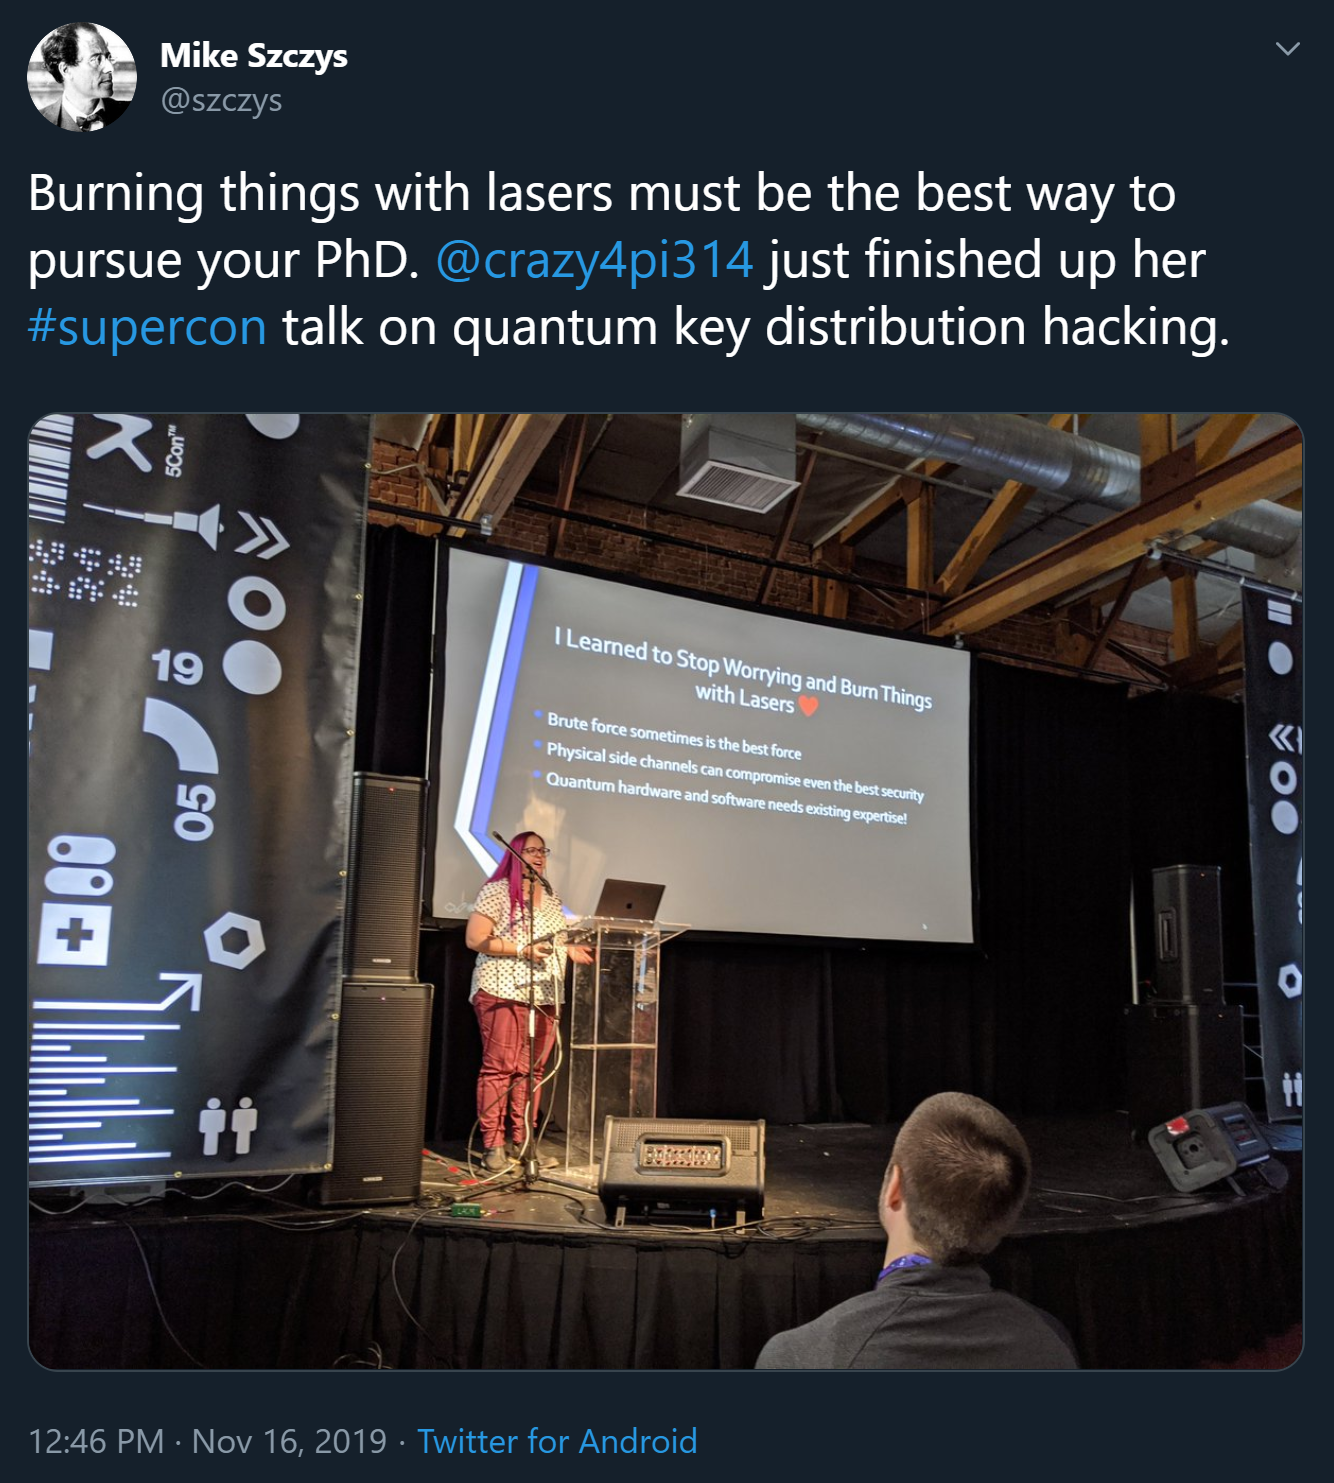 Mike Szczys
@szczys
Burning things with lasers must be the best way to
pursue your PhD. @crazy4pi314 just finished up her
#supercon talk on quantum key distribution hacking.
5Con™
19
05
I Learned to Stop Worrying and Burn Things
with Lasers ❤
• Brute force sometimes is the best force
• Physical side channels can compromise even the best security
• Quantum hardware and software needs existing expertise!
12:46 PM · Nov 16, 2019 · Twitter for Android